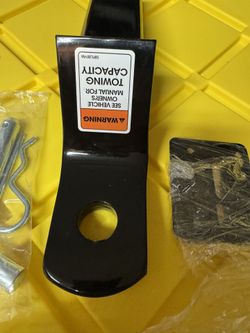 WARNING
SEE VEHICLE
OWNER'S
MANUAL FOR
TOWING
CAPACITY